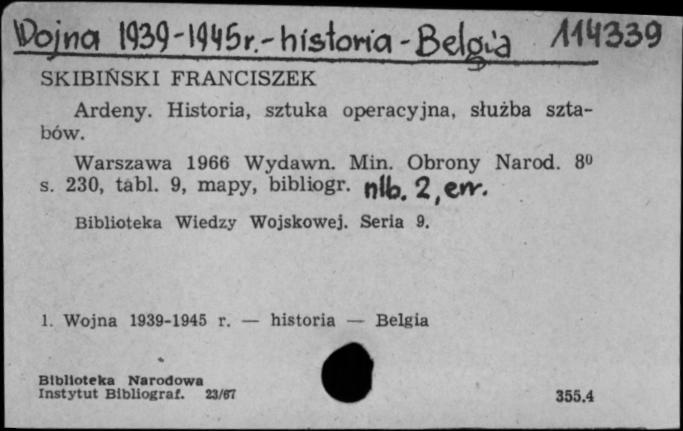 Wojna 1939-1945r.-historia-Belgia 114339
SKIBIŃSKI FRANCISZEK
Ardeny. Historia, sztuka operacyjna, służba szta-
bów.
Warszawa 1966 Wydawn. Min. Obrony Narod. 8⁰
s. 230, tabl. 9, mapy, bibliogr. nlb. 2, err.
Biblioteka Wiedzy Wojskowej. Seria 9.
1. Wojna 1939-1945 r. — historia — Belgia
Biblioteka Narodowa
Instytut Bibliograf. 23/67 355.4